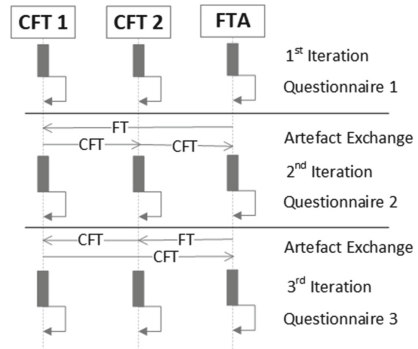 CFT 1 CFT 2 FTA
1st Iteration
Questionnaire 1
FT
Artefact Exchange
CFT CFT
2nd Iteration
Questionnaire 2
CFT FT
Artefact Exchange
CFT
3rd Iteration
Questionnaire 3